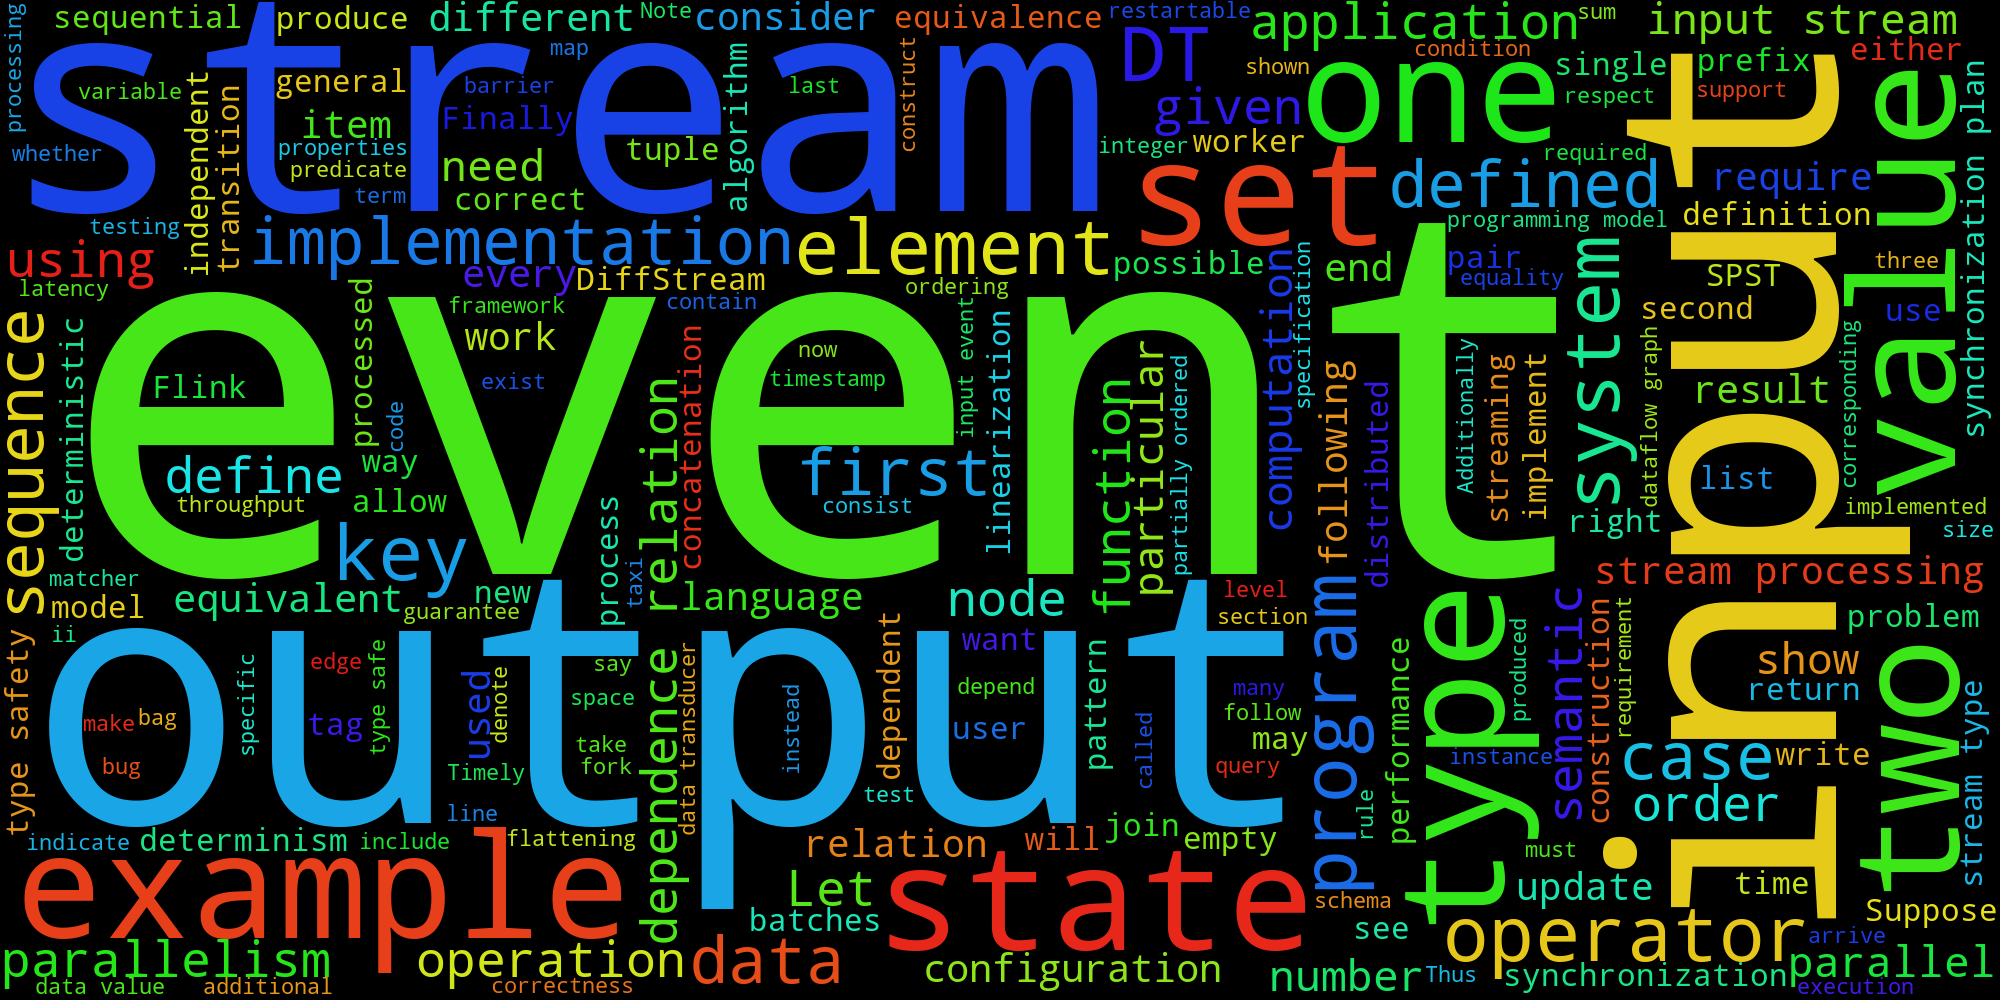 processing
sequential
produce
different
Note
consider
equivalence
restartable
application
sum
input stream
either
stream
map
DT
condition
shown
one
single
prefix
respect
support
variable
general
barrier
last
algorithm
construct
independent
transition
item
Finally
given
worker
integer
input
value
synchronization plan
whether
properties
predicate
term
need
tuple
correct
set
required
defined
require
definition
programming model
testing
using
latency
implementation
element
every
DiffStream
ordering
possible
end
pair
equality
system
SPST
three
second
use
framework
contain
work
event
sequence
deterministic
processed
code
Flink
exist
now
timestamp
concatenation
input event
linearization
function
particular
partially ordered
computation
specification
following
distributed
Additionally
streaming
implement
dataflow graph
result
corresponding
define
throughput
way
allow
first
consist
list
implemented
size
right
key
matcher
model
equivalent
guarantee
new
process
taxi
dependence relation
language
node
level
section
program
stream processing
problem
ii
type safety
output
specific
edge
tag
type safe
make
bag
bug
used
denote
say
space
take
fork
Timely
line
data transducer
instead
dependent
want
depend
user
pattern
called
many
follow
may
query
test
performance
rule
type
produced
semantic
construction
requirement
instance
show
return
case
write
order
two
stream type
indicate
determinism
include
flattening
relation
will
join
empty
must
example
Let
batches
state
schema
see
update
time
Suppose
operator
arrive
parallelism
data value
additional
operation
correctness
data
configuration
number
Thus
synchronization
parallel
execution